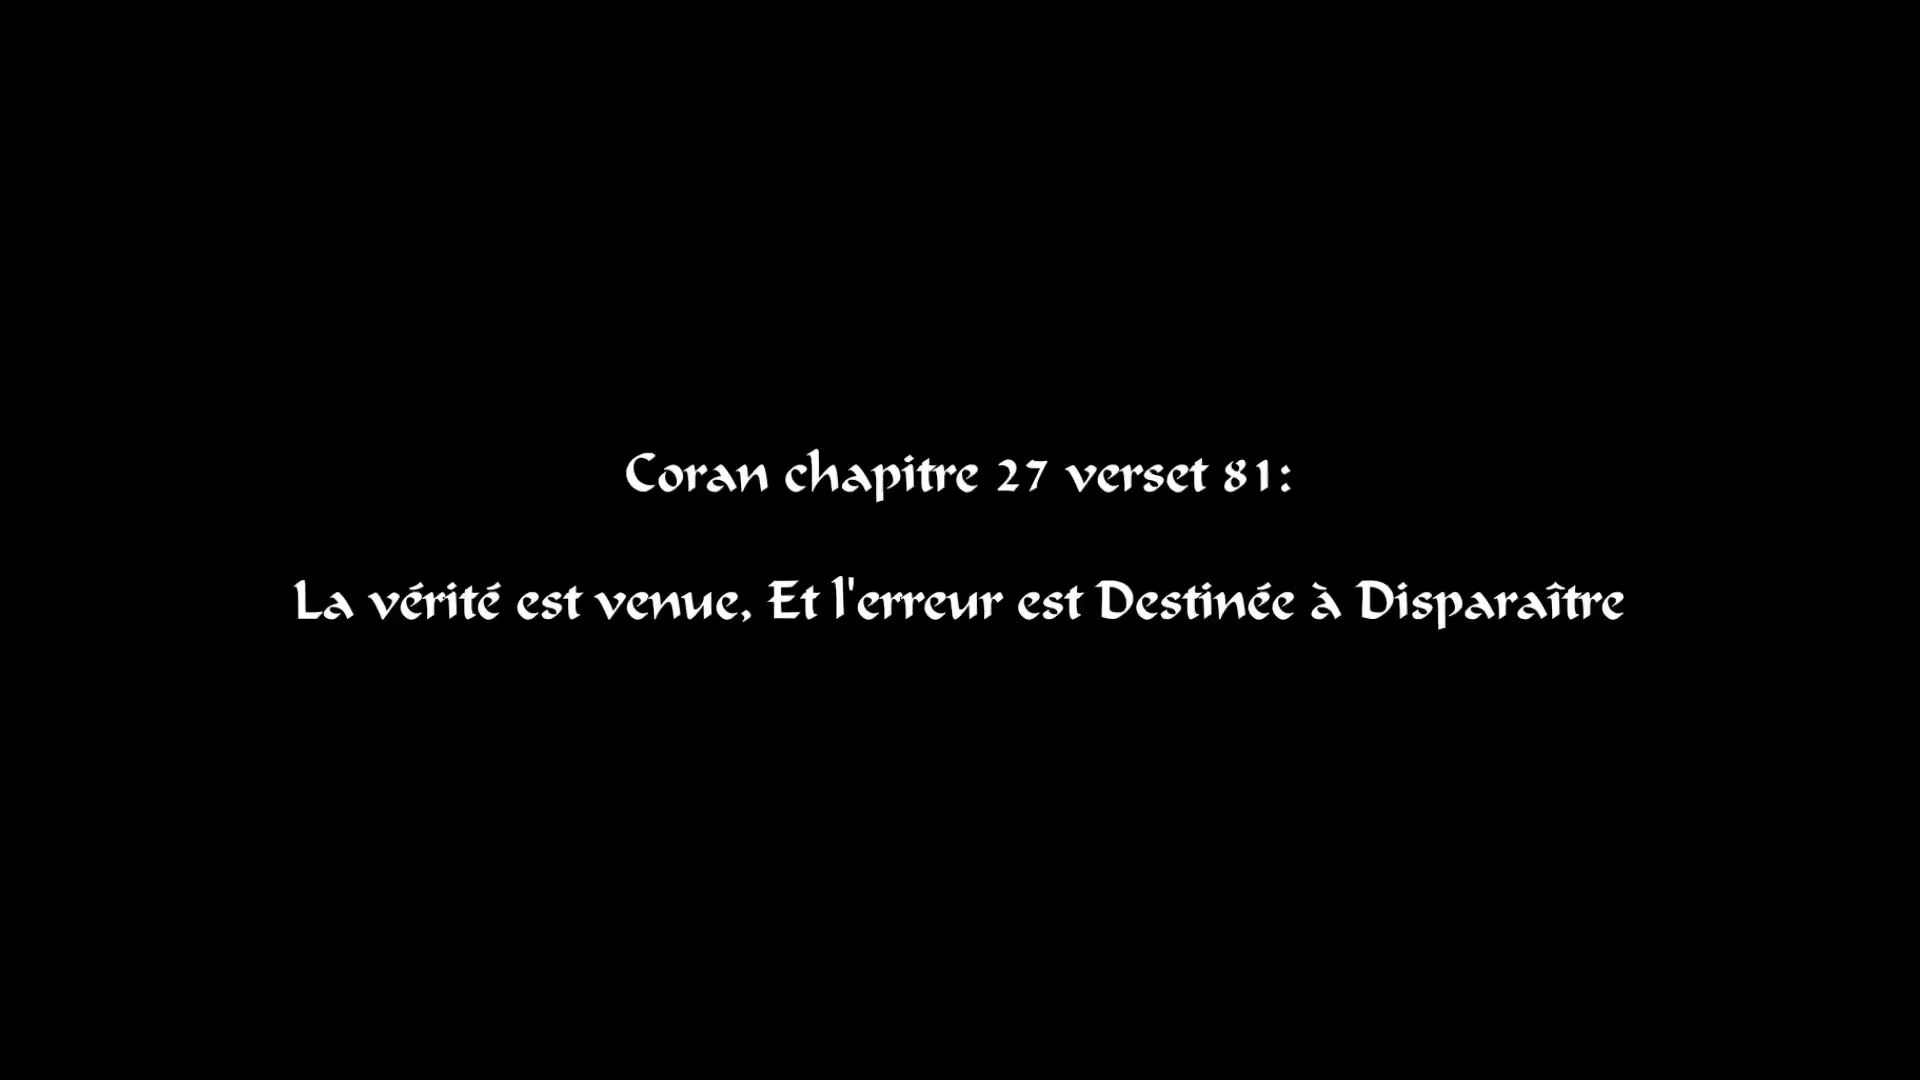 Coran chapitre 27 verset 81:
La vérité est venue, Et l'erreur est Destinée à Disparaître